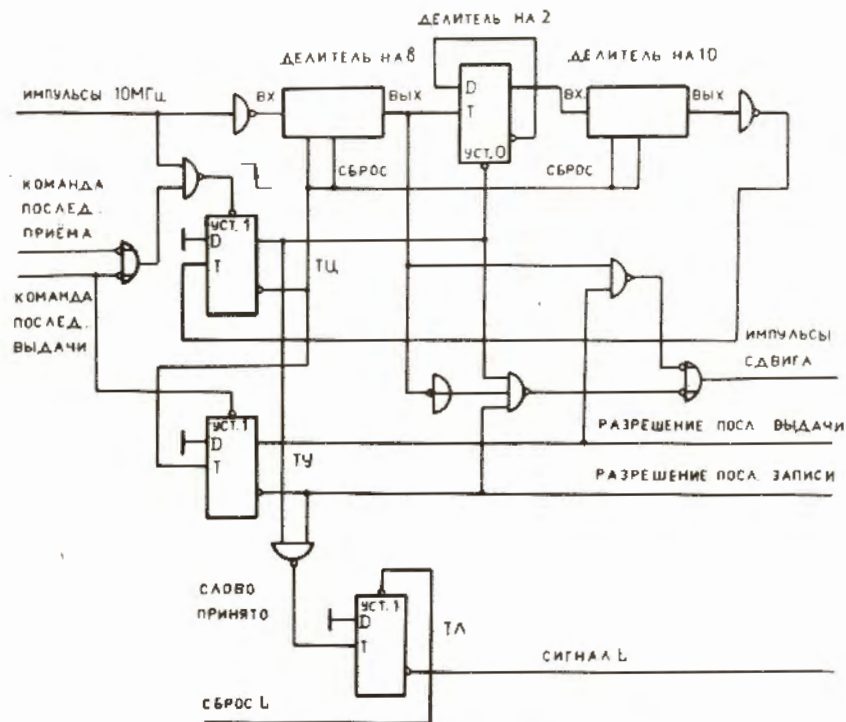 ДЕЛИТЕЛЬ НА 2
ДЕЛИТЕЛЬ НА 8
ДЕЛИТЕЛЬ НА 10
ИМПУЛЬСЫ 10МГЦ
ВХ
ВЫХ
D
T
УСТ.0
ВХ.
ВЫХ
СБРОС
СБРОС
КОМАНДА
ПОСЛЕД.
ПРИЁМА
УСТ.1
D
T
ТЦ
КОМАНДА
ПОСЛЕД.
ВЫДАЧИ
ИМПУЛЬСЫ
СДВИГА
УСТ.1
D
T
ТУ
РАЗРЕШЕНИЕ ПОСЛ. ВЫДАЧИ
РАЗРЕШЕНИЕ ПОСЛ. ЗАПИСИ
СЛОВО
ПРИНЯТО
УСТ.1
D
T
ТЛ
СИГНАЛ L
СБРОС L